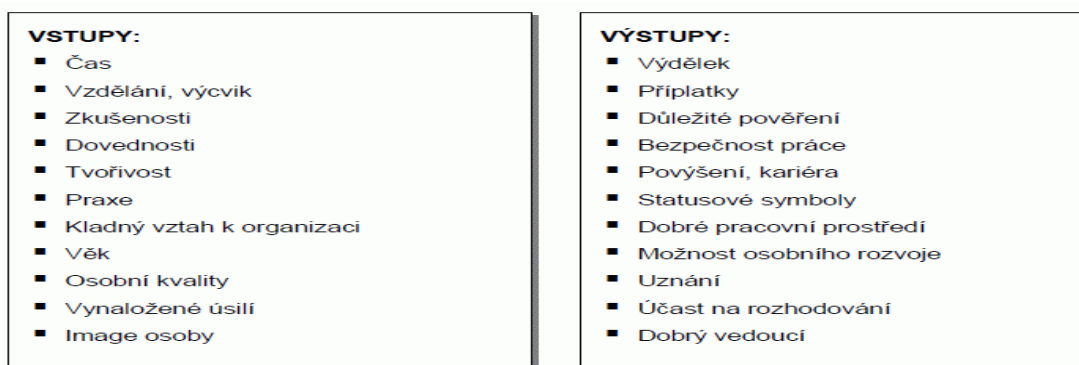 VSTUPY:
▪ Čas
▪ Vzdělání, výcvik
▪ Zkušenosti
▪ Dovednosti
▪ Tvořivost
▪ Praxe
▪ Kladný vztah k organizaci
▪ Věk
▪ Osobní kvality
▪ Vynaložené úsilí
▪ Image osoby
VÝSTUPY:
▪ Výdělek
▪ Příplatky
▪ Důležité pověření
▪ Bezpečnost práce
▪ Povýšení, kariéra
▪ Statusové symboly
▪ Dobré pracovní prostředí
▪ Možnost osobního rozvoje
▪ Uznání
▪ Účast na rozhodování
▪ Dobrý vedoucí